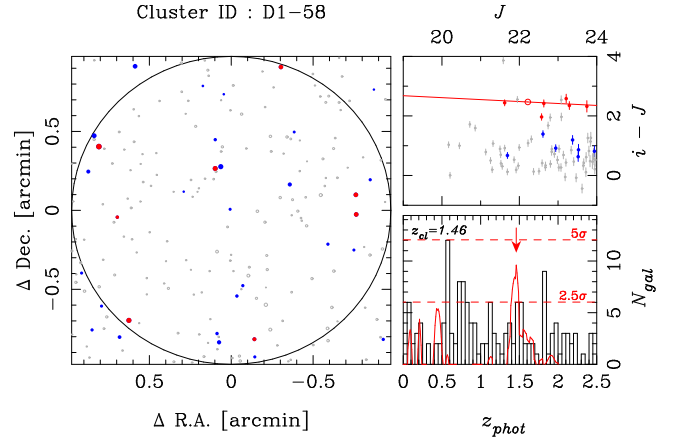 Cluster ID : D1−58
J
20 22 24
0.5
0
−0.5
Δ Dec. [arcmin]
0.5 0 −0.5
Δ R.A. [arcmin]
4
2
0
i − J
z_cl=1.46
5σ
2.5σ
10
5
0
N_gal
0 0.5 1 1.5 2 2.5
z_phot